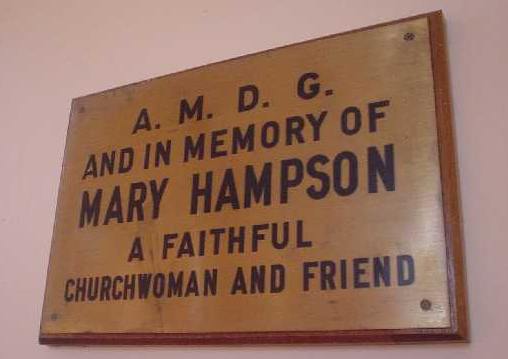 A. M. D. G.
AND IN MEMORY OF
MARY HAMPSON
A FAITHFUL
CHURCHWOMAN AND FRIEND